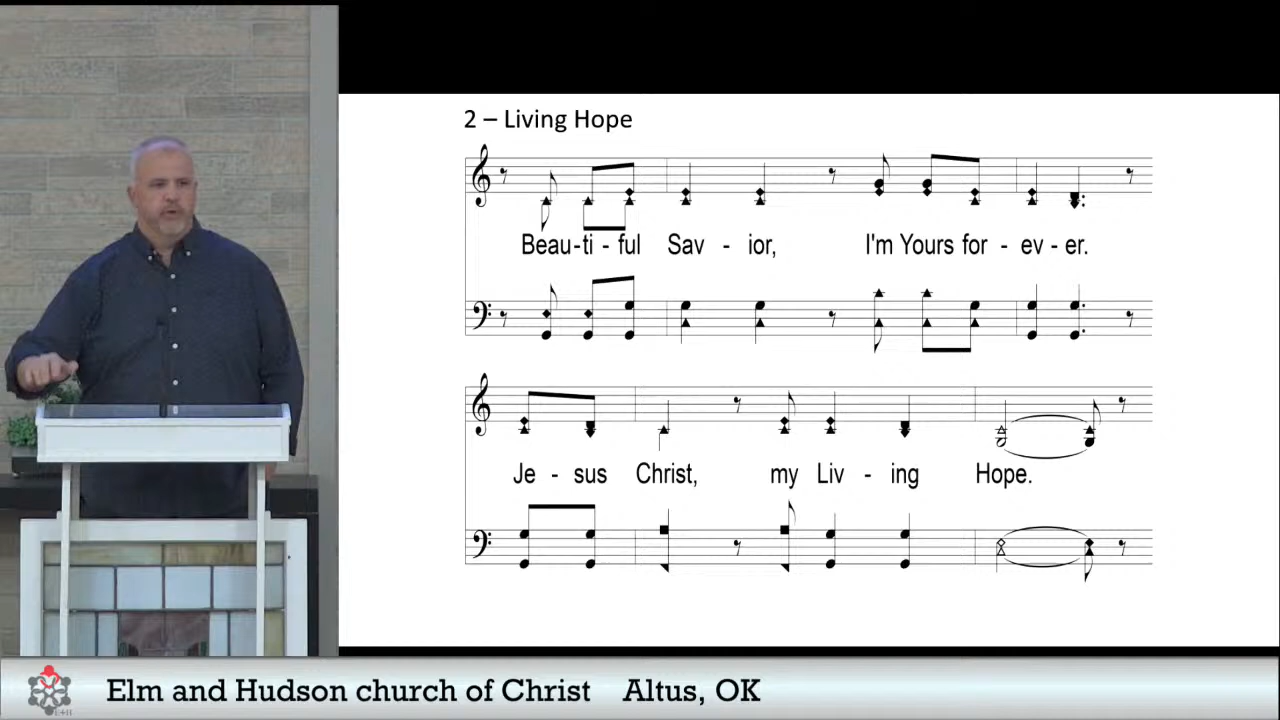 2 – Living Hope
Beau-ti - ful Sav - ior, I'm Yours for - ev - er.
Je - sus Christ, my Liv - ing Hope.
Elm and Hudson church of Christ Altus, OK